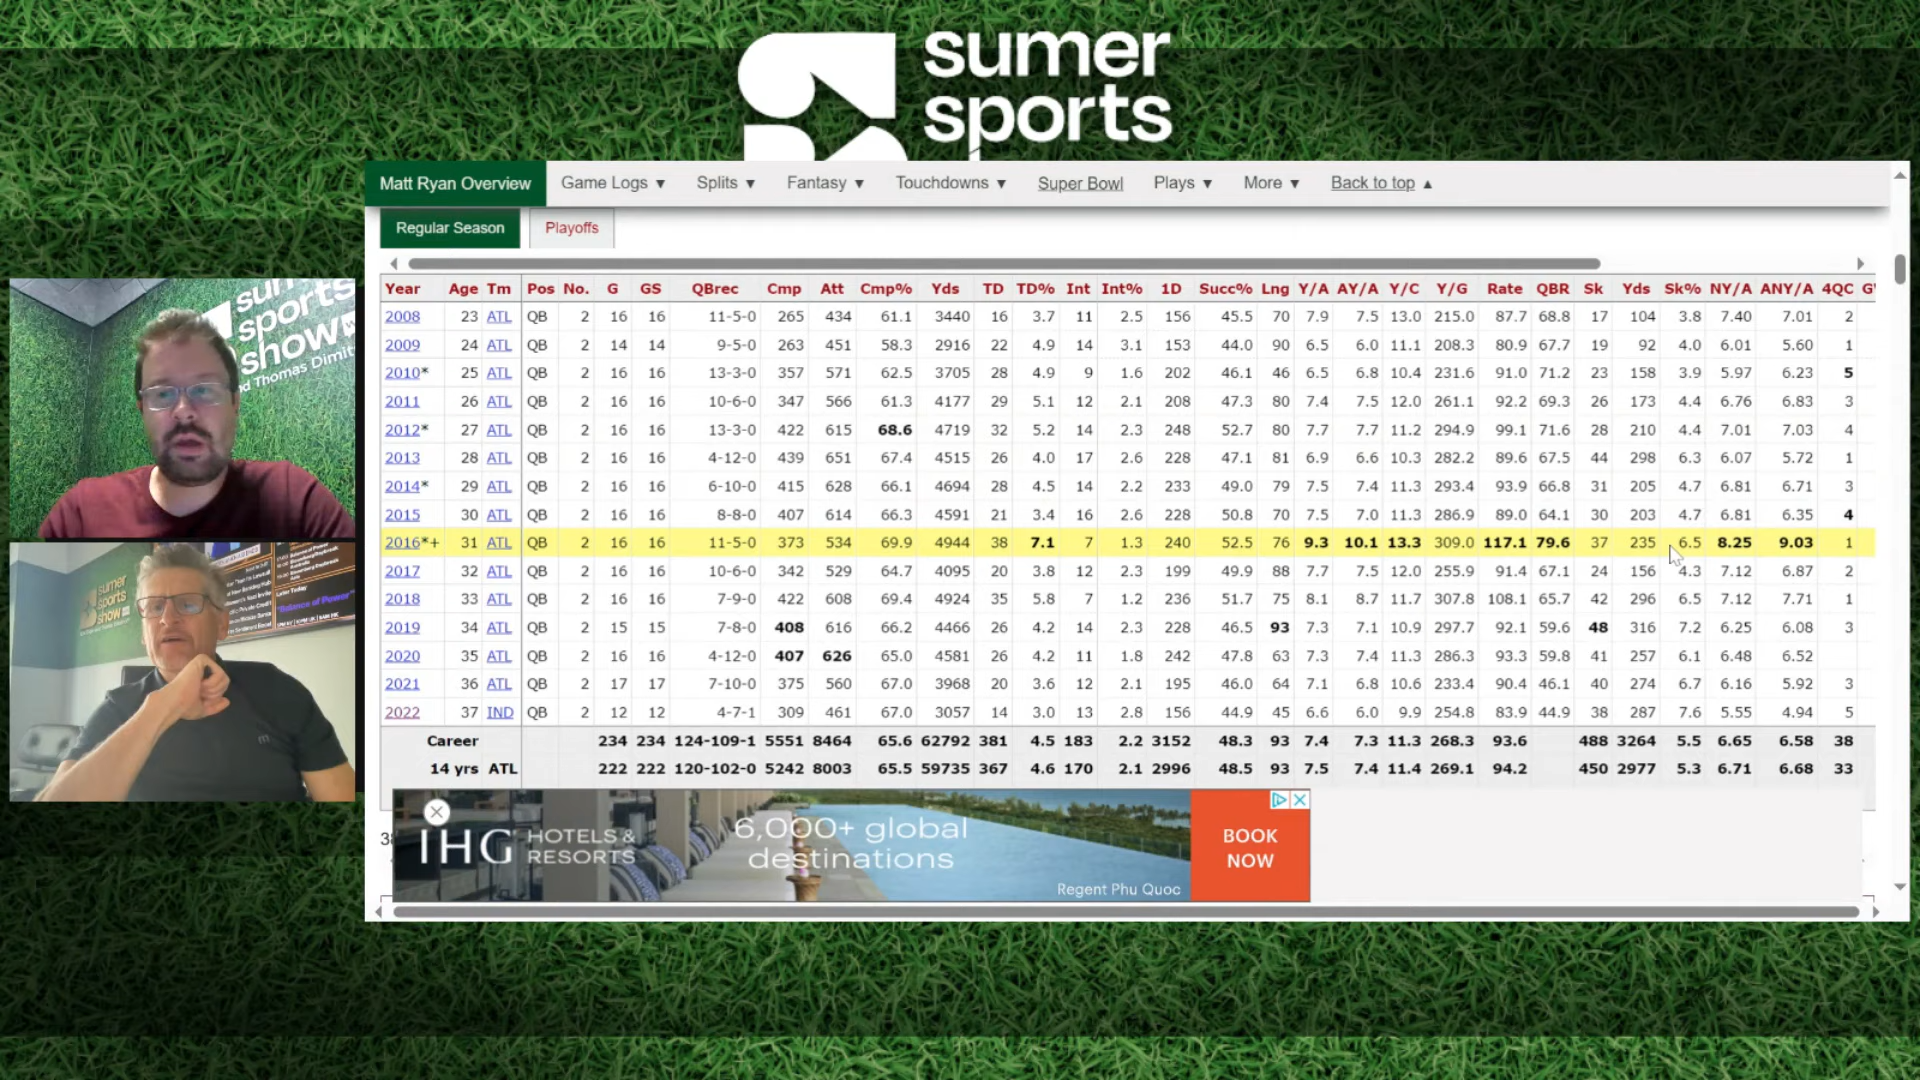 sumer
sports
Matt Ryan Overview Game Logs ▼ Splits ▼ Fantasy ▼ Touchdowns ▼ Super Bowl Plays ▼ More ▼ Back to top ▲
Regular Season Playoffs
Year Age Tm Pos No. G GS QBrec Cmp Att Cmp% Yds TD TD% Int Int% 1D Succ% Lng Y/A AY/A Y/C Y/G Rate QBR Sk Yds Sk% NY/A ANY/A 4QC
2008 23 ATL QB 2 16 16 11-5-0 265 434 61.1 3440 16 3.7 11 2.5 156 45.5 70 7.9 7.5 13.0 215.0 87.7 68.8 17 104 3.8 7.40 7.01 2
2009 24 ATL QB 2 14 14 9-5-0 263 451 58.3 2916 22 4.9 14 3.1 153 44.0 90 6.5 6.0 11.1 208.3 80.9 67.7 19 92 4.0 6.01 5.60 1
2010* 25 ATL QB 2 16 16 13-3-0 357 571 62.5 3705 28 4.9 9 1.6 202 46.1 46 6.5 6.8 10.4 231.6 91.0 71.2 23 158 3.9 5.97 6.23 5
2011 26 ATL QB 2 16 16 10-6-0 347 566 61.3 4177 29 5.1 12 2.1 208 47.3 80 7.4 7.5 12.0 261.1 92.2 69.3 26 173 4.4 6.76 6.83 3
2012* 27 ATL QB 2 16 16 13-3-0 422 615 68.6 4719 32 5.2 14 2.3 248 52.7 80 7.7 7.7 11.2 294.9 99.1 71.6 28 210 4.4 7.01 7.03 4
2013 28 ATL QB 2 16 16 4-12-0 439 651 67.4 4515 26 4.0 17 2.6 228 47.1 81 6.9 6.6 10.3 282.2 89.6 67.5 44 298 6.3 6.07 5.72 1
2014* 29 ATL QB 2 16 16 6-10-0 415 628 66.1 4694 28 4.5 14 2.2 233 49.0 79 7.5 7.4 11.3 293.4 93.9 66.8 31 205 4.7 6.81 6.71 3
2015 30 ATL QB 2 16 16 8-8-0 407 614 66.3 4591 21 3.4 16 2.6 228 50.8 70 7.5 7.0 11.3 286.9 89.0 64.1 30 203 4.7 6.81 6.35 4
2016*+ 31 ATL QB 2 16 16 11-5-0 373 534 69.9 4944 38 7.1 7 1.3 240 52.5 76 9.3 10.1 13.3 309.0 117.1 79.6 37 235 6.5 8.25 9.03 1
2017 32 ATL QB 2 16 16 10-6-0 342 529 64.7 4095 20 3.8 12 2.3 199 49.9 88 7.7 7.5 12.0 255.9 91.4 67.1 24 156 4.3 7.12 6.87 2
2018 33 ATL QB 2 16 16 7-9-0 422 608 69.4 4924 35 5.8 7 1.2 236 51.7 75 8.1 8.7 11.7 307.8 108.1 65.7 42 296 6.5 7.12 7.71 1
2019 34 ATL QB 2 15 15 7-8-0 408 616 66.2 4466 26 4.2 14 2.3 228 46.5 93 7.3 7.1 10.9 297.7 92.1 59.6 48 316 7.2 6.25 6.08 3
2020 35 ATL QB 2 16 16 4-12-0 407 626 65.0 4581 26 4.2 11 1.8 242 47.8 63 7.3 7.4 11.3 286.3 93.3 59.8 41 257 6.1 6.48 6.52
2021 36 ATL QB 2 17 17 7-10-0 375 560 67.0 3968 20 3.6 12 2.1 195 46.0 64 7.1 6.8 10.6 233.4 90.4 46.1 40 274 6.7 6.16 5.92 3
2022 37 IND QB 2 12 12 4-7-1 309 461 67.0 3057 14 3.0 13 2.8 156 44.9 45 6.6 6.0 9.9 254.8 83.9 44.9 38 287 7.6 5.55 4.94 5
Career 234 234 124-109-1 5551 8464 65.6 62792 381 4.5 183 2.2 3152 48.3 93 7.4 7.3 11.3 268.3 93.6 488 3264 5.5 6.65 6.58 38
14 yrs ATL 222 222 120-102-0 5242 8003 65.5 59735 367 4.6 170 2.1 2996 48.5 93 7.5 7.4 11.4 269.1 94.2 450 2977 5.3 6.71 6.68 33
IHG HOTELS & RESORTS
6,000+ global
destinations
Regent Phu Quoc
BOOK
NOW
sports
show
Thomas
sumer
sports
show
"Balance of Power"